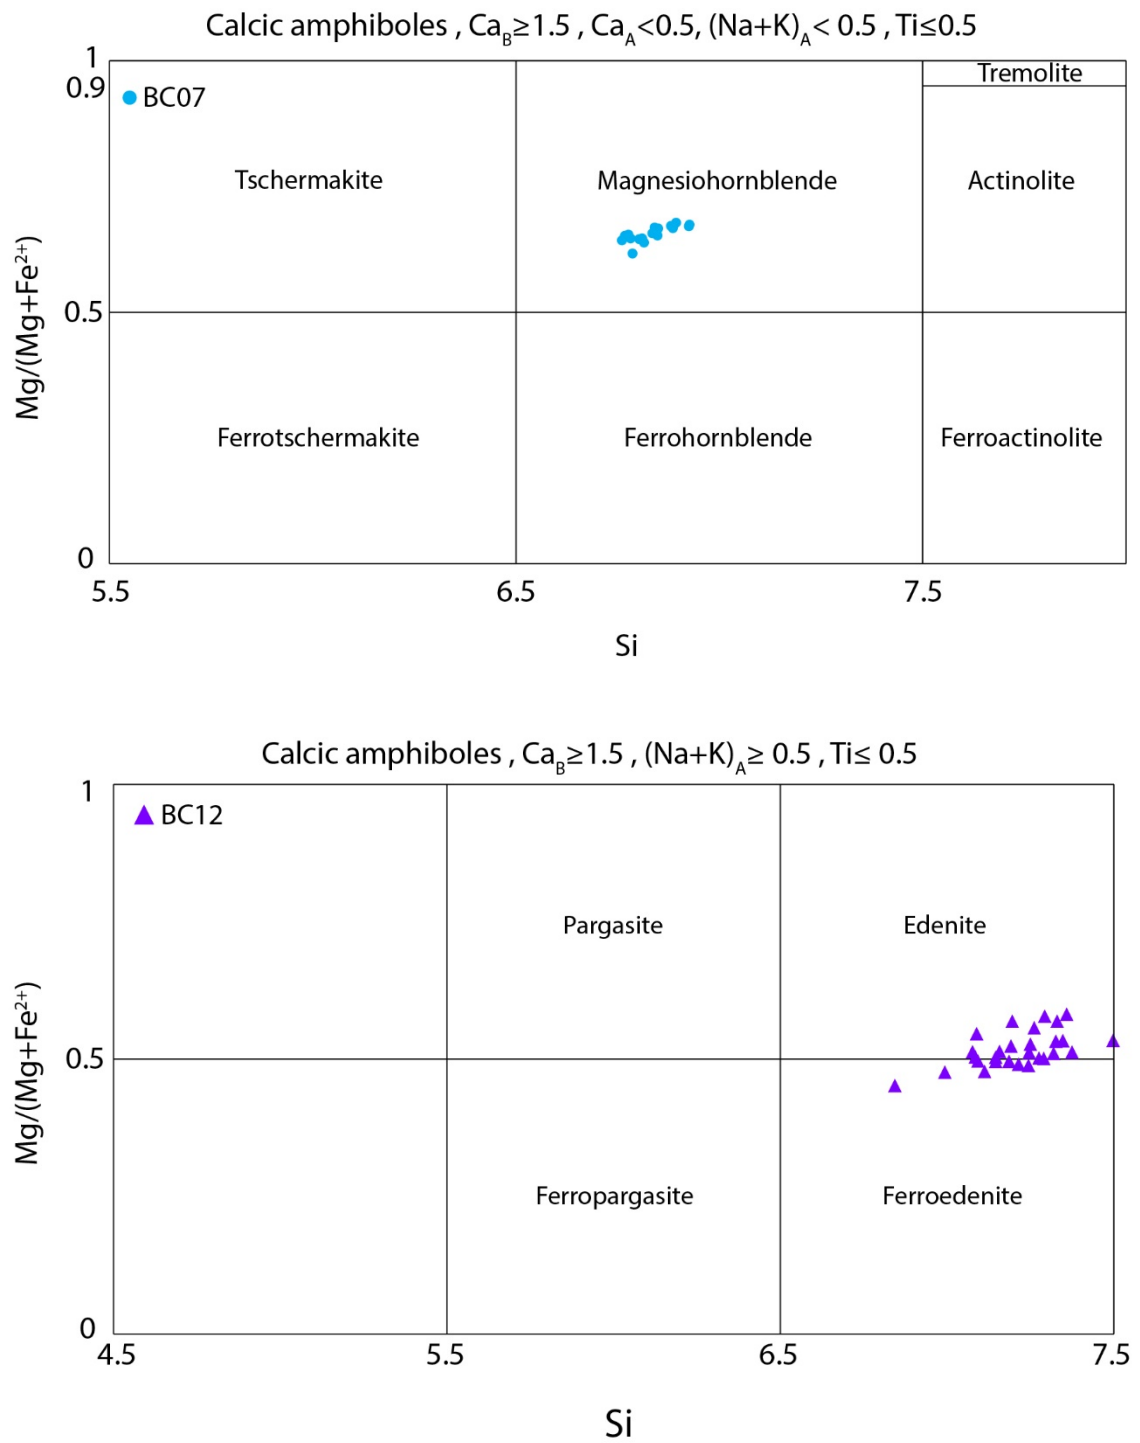 Calcic amphiboles , CaB≥1.5 , CaA<0.5, (Na+K)A< 0.5 , Ti≤0.5
1
0.9
BC07
Tremolite
Tschermakite
Magnesiohornblende
Actinolite
Mg/(Mg+Fe2+)
0.5
Ferrotschermakite
Ferrohornblende
Ferroactinolite
0
5.5
6.5
7.5
Si
Calcic amphiboles , CaB≥1.5 , (Na+K)A≥ 0.5 , Ti≤ 0.5
1
BC12
Pargasite
Edenite
Mg/(Mg+Fe2+)
0.5
Ferropargasite
Ferroedenite
0
4.5
5.5
6.5
7.5
Si